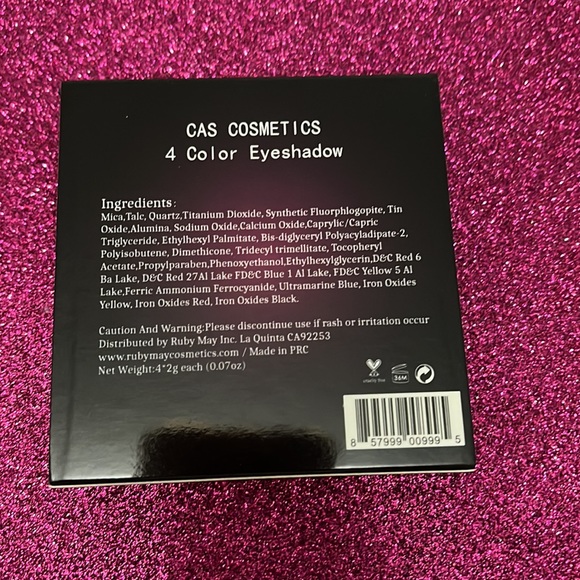 CAS COSMETICS
4 Color Eyeshadow
Ingredients:
Mica,Talc, Quartz,Titanium Dioxide, Synthetic Fluorphlogopite, Tin
Oxide,Alumina, Sodium Oxide,Calcium Oxide,Caprylic/Capric
Triglyceride, Ethylhexyl Palmitate, Bis-diglyceryl Polyacyladipate-2,
Polyisobutene, Dimethicone, Tridecyl trimellitate, Tocopheryl
Acetate,Propylparaben,Phenoxyethanol,Ethylhexylglycerin,D&C Red 6
Ba Lake, D&C Red 27Al Lake FD&C Blue 1 Al Lake, FD&C Yellow 5 Al
Lake,Ferric Ammonium Ferrocyanide, Ultramarine Blue, Iron Oxides
Yellow, Iron Oxides Red, Iron Oxides Black.
Caution And Warning:Please discontinue use if rash or irritation occur
Distributed by Ruby May Inc. La Quinta CA92253
www.rubymaycosmetics.com / Made in PRC
Net Weight:4*2g each (0.07oz)
cruelty free
36M
8 57999 00999 5